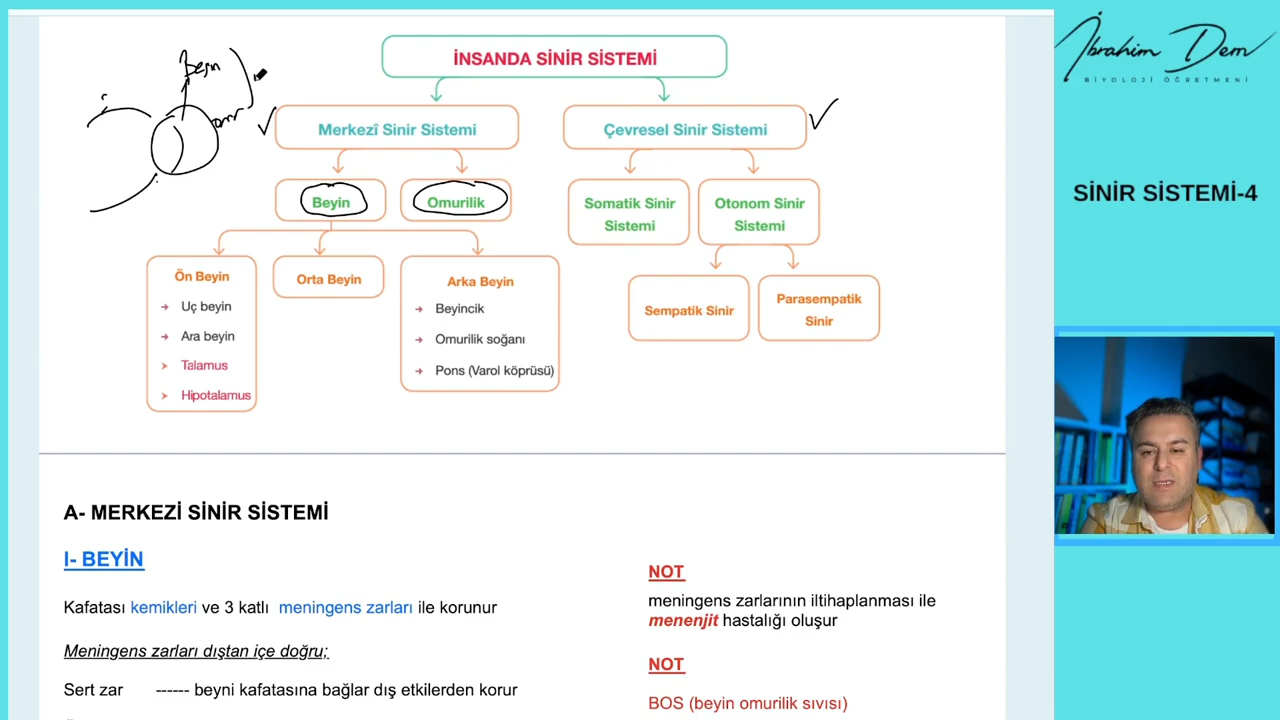 İNSANDA SİNİR SİSTEMİ
Beyin
Merkezî Sinir Sistemi
Çevresel Sinir Sistemi
Beyin
Omurilik
Somatik Sinir
Sistemi
Otonom Sinir
Sistemi
Ön Beyin
Uç beyin
Ara beyin
Talamus
Hipotalamus
Orta Beyin
Arka Beyin
Beyincik
Omurilik soğanı
Pons (Varol köprüsü)
Sempatik Sinir
Parasempatik
Sinir
A- MERKEZİ SİNİR SİSTEMİ
I- BEYİN
Kafatası kemikleri ve 3 katlı meningens zarları ile korunur
Meningens zarları dıştan içe doğru;
Sert zar ------ beyni kafatasına bağlar dış etkilerden korur
NOT
meningens zarlarının iltihaplanması ile
menenjit hastalığı oluşur
NOT
BOS (beyin omurilik sıvısı)
İbrahim Dem
BİYOLOJİ ÖĞRETMENİ
SİNİR SİSTEMİ-4